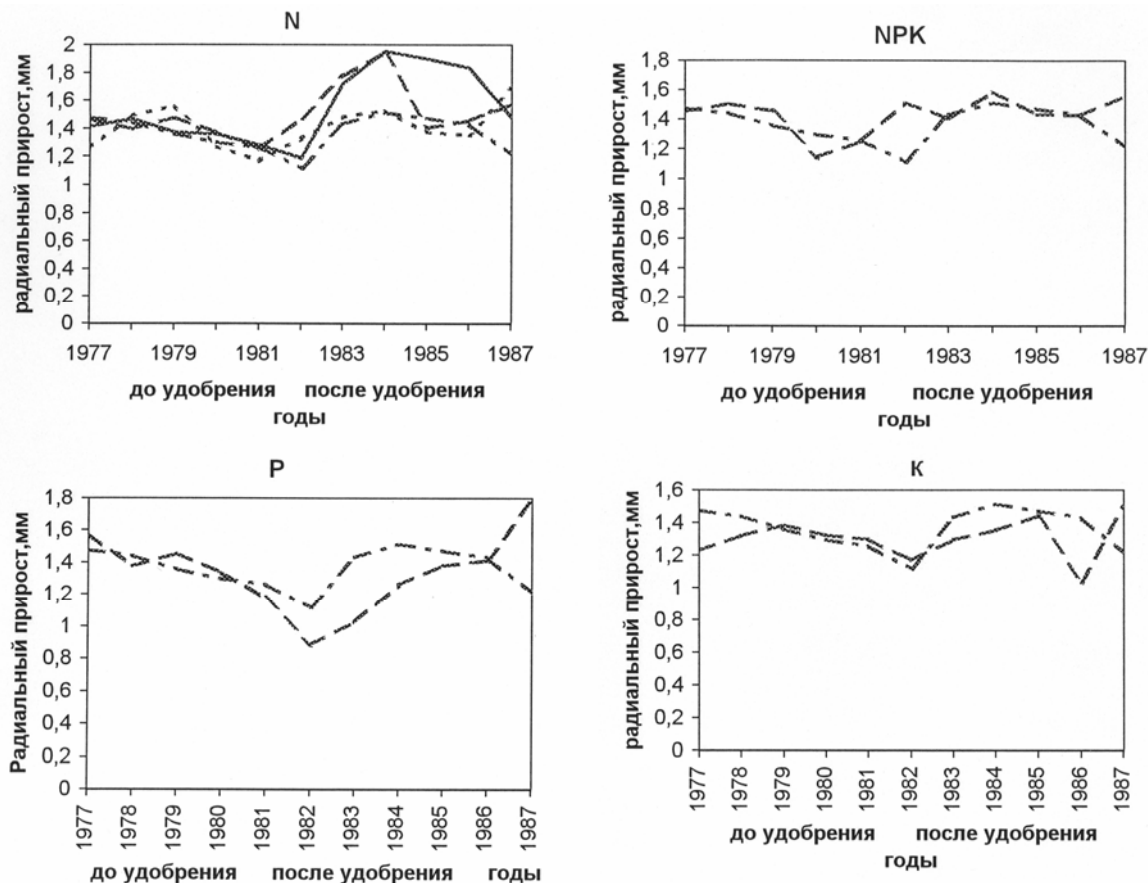 N
радиальный прирост,мм
2
1,8
1,6
1,4
1,2
1
0,8
0,6
0,4
0,2
0
1977 1979 1981 1983 1985 1987
до удобрения после удобрения
годы
NPK
радиальный прирост,мм
1,8
1,6
1,4
1,2
1
0,8
0,6
0,4
0,2
0
1977 1979 1981 1983 1985 1987
до удобрения после удобрения
годы
P
Радиальный прирост,мм
1,8
1,6
1,4
1,2
1
0,8
0,6
0,4
0,2
0
1977 1978 1979 1980 1981 1982 1983 1984 1985 1986 1987
до удобрения после удобрения годы
К
радиальный прирост,мм
1,6
1,4
1,2
1
0,8
0,6
0,4
0,2
0
1977 1978 1979 1980 1981 1982 1983 1984 1985 1986 1987
до удобрения после удобрения
годы